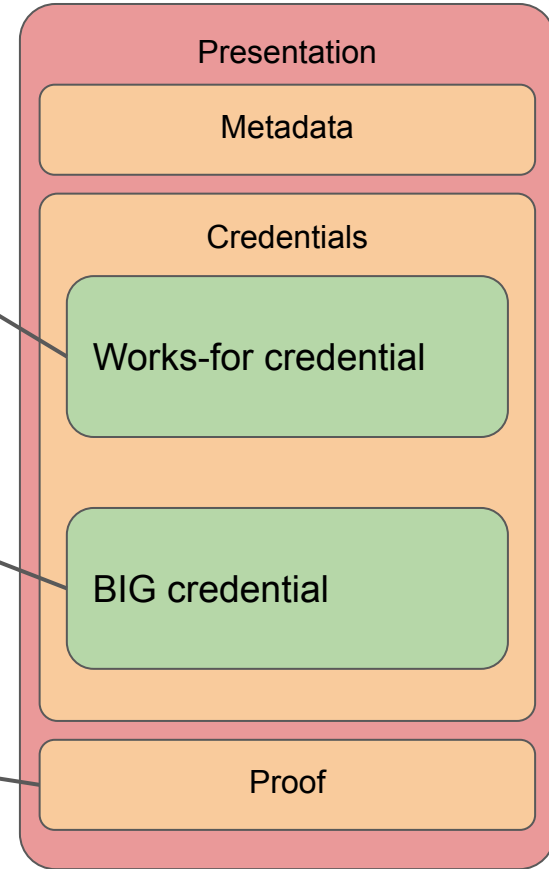 Presentation
Metadata
Credentials
Works-for credential
BIG credential
Proof